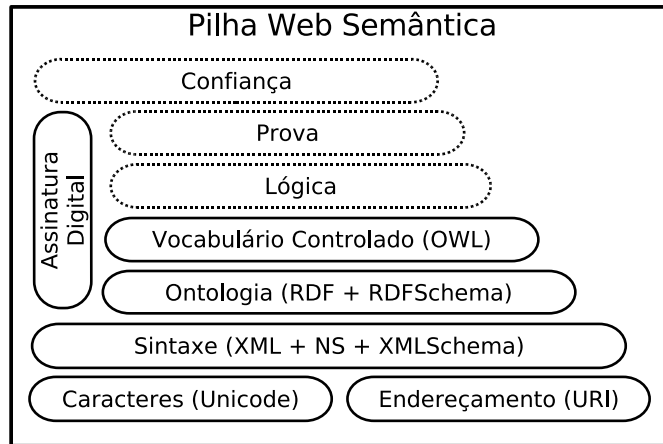 Pilha Web Semântica
Confiança
Assinatura
Digital
Prova
Lógica
Vocabulário Controlado (OWL)
Ontologia (RDF + RDFSchema)
Sintaxe (XML + NS + XMLSchema)
Caracteres (Unicode)
Endereçamento (URI)